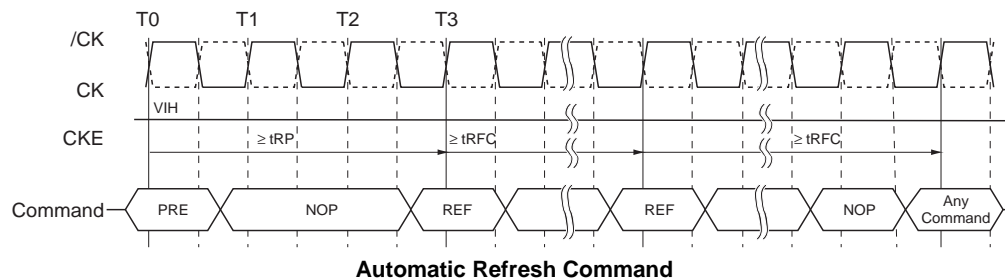 T0 T1 T2 T3
/CK
CK
VIH
CKE
≥ tRP ≥ tRFC ≥ tRFC
Command PRE NOP REF REF NOP Any Command
Automatic Refresh Command